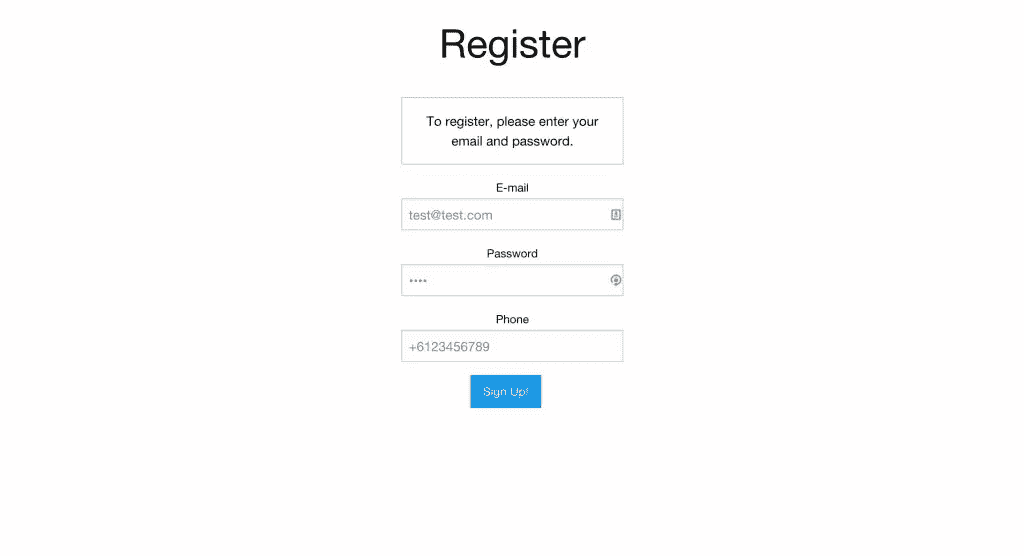 Register
To register, please enter your
email and password.
E-mail
test@test.com
Password
••••
Phone
+6123456789
Sign Up!